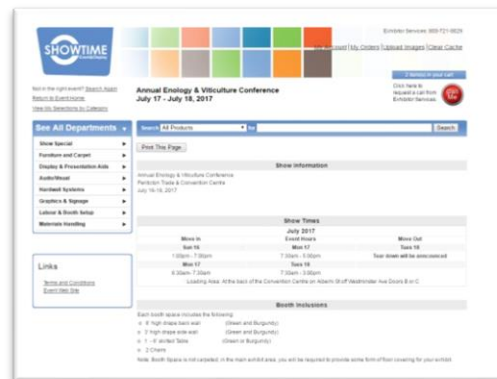 Exhibitor Services: 800-721-8829
My Account | My Orders | Upload Images | Clear Cache
SHOWTIME
item(s) in your cart
Click here to
request a call from
Exhibitor Services.
Not in the right event? Search Again
Return to Event Home
View My Selections by Category
Annual Enology & Viticulture Conference
July 17 - July 18, 2017
See All Departments
Search All Products for Search
Show Special
Furniture and Carpet
Display & Presentation Aids
Audio/Visual
Hardwall Systems
Graphics & Signage
Labour & Booth Setup
Materials Handling
Print This Page
Show Information
Annual Enology & Viticulture Conference
Penticton Trade & Convention Centre
July 16-18, 2017
Show Times
July 2017
Move In Event Hours Move Out
Sun 16 Mon 17 Tues 18
1:00pm - 7:00pm 7:30am - 5:00pm Tear down will be announced
Mon 17 Tues 18
6:30am- 7:30am 7:30am - 3:00pm
Loading Area: At the back of the Convention Centre on Alberni St off Westminster Ave Doors B or C
Links
Terms and Conditions
Event Web Site
Booth Inclusions
Each booth space includes the following:
8' high drape back wall (Green and Burgundy)
3' high drape side wall (Green and Burgundy)
1 - 6' skirted Table (Green or Burgundy)
2 Chairs
Note: Booth Space is not carpeted, in the main exhibit area, you will be required to provide some form of floor covering for your exhibit.